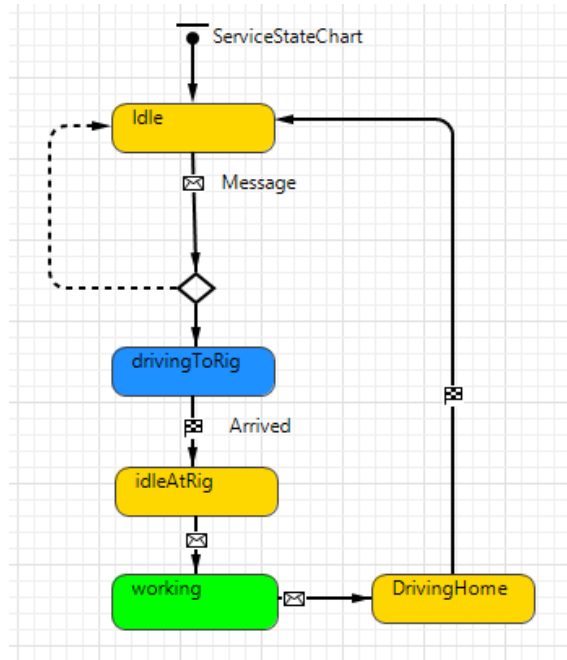 ServiceStateChart
Idle
Message
drivingToRig
Arrived
idleAtRig
working
DrivingHome